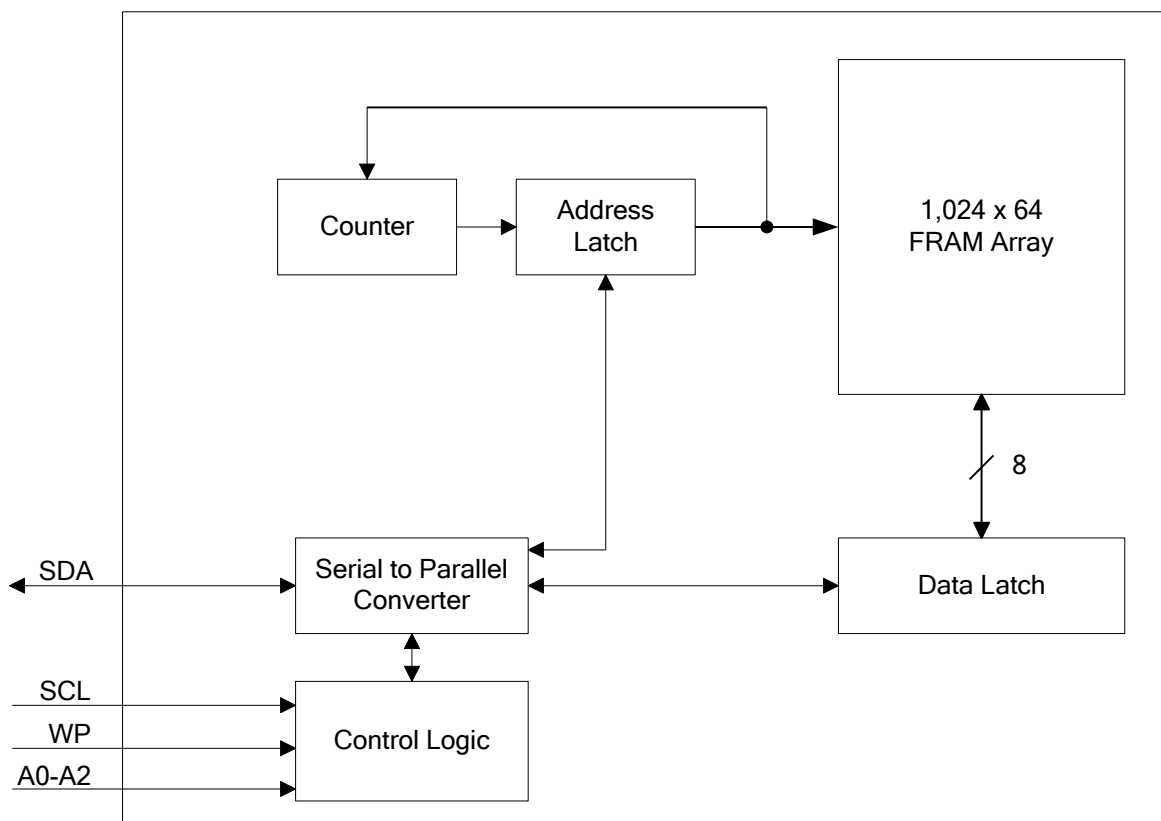 Counter
Address
Latch
1,024 x 64
FRAM Array
8
SDA
Serial to Parallel
Converter
Data Latch
SCL
WP
A0-A2
Control Logic